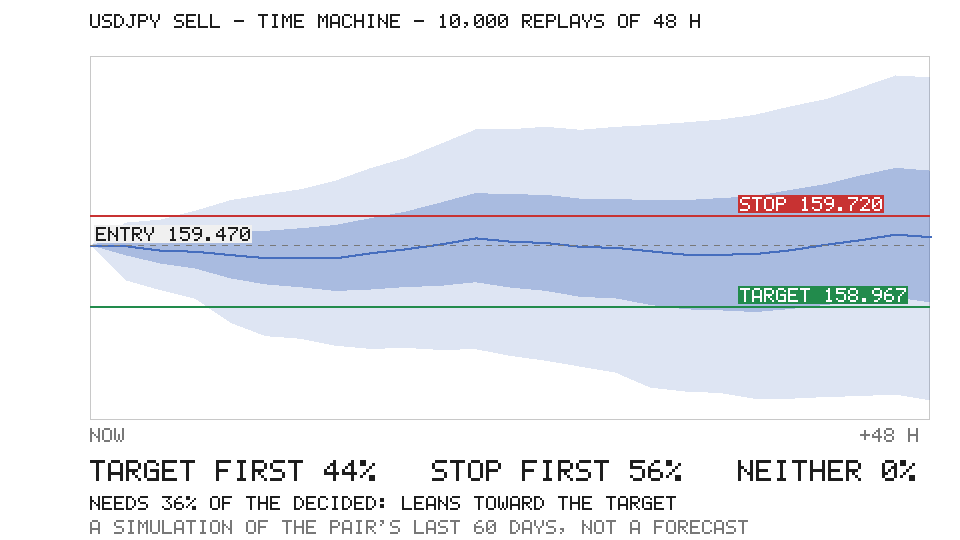 USDJPY SELL – TIME MACHINE – 10,000 REPLAYS OF 48 H
STOP 159.720
ENTRY 159.470
TARGET 158.967
NOW +48 H
TARGET FIRST 44% STOP FIRST 56% NEITHER 0%
NEEDS 36% OF THE DECIDED: LEANS TOWARD THE TARGET
A SIMULATION OF THE PAIR'S LAST 60 DAYS, NOT A FORECAST